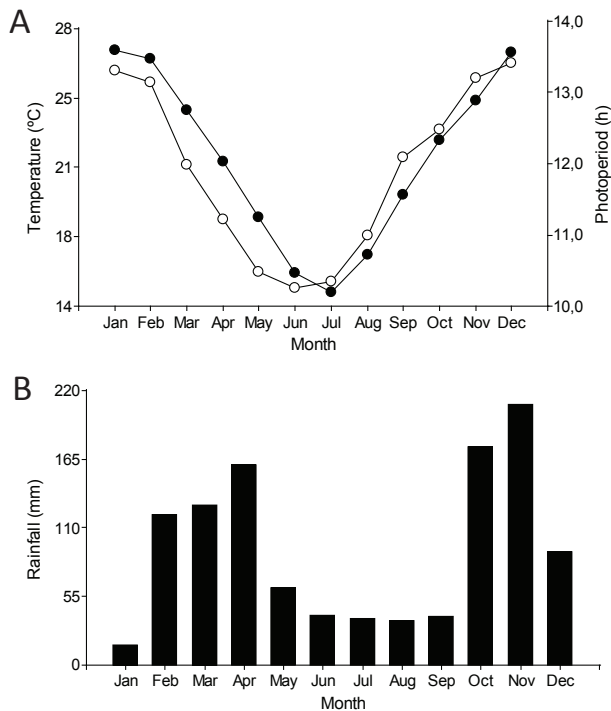 A
28
25
21
18
14
Temperature (ºC)
14,0
13,0
12,0
11,0
10,0
Photoperiod (h)
Jan Feb Mar Apr May Jun Jul Aug Sep Oct Nov Dec
Month
B
220
165
110
55
0
Rainfall (mm)
Jan Feb Mar Apr May Jun Jul Aug Sep Oct Nov Dec
Month